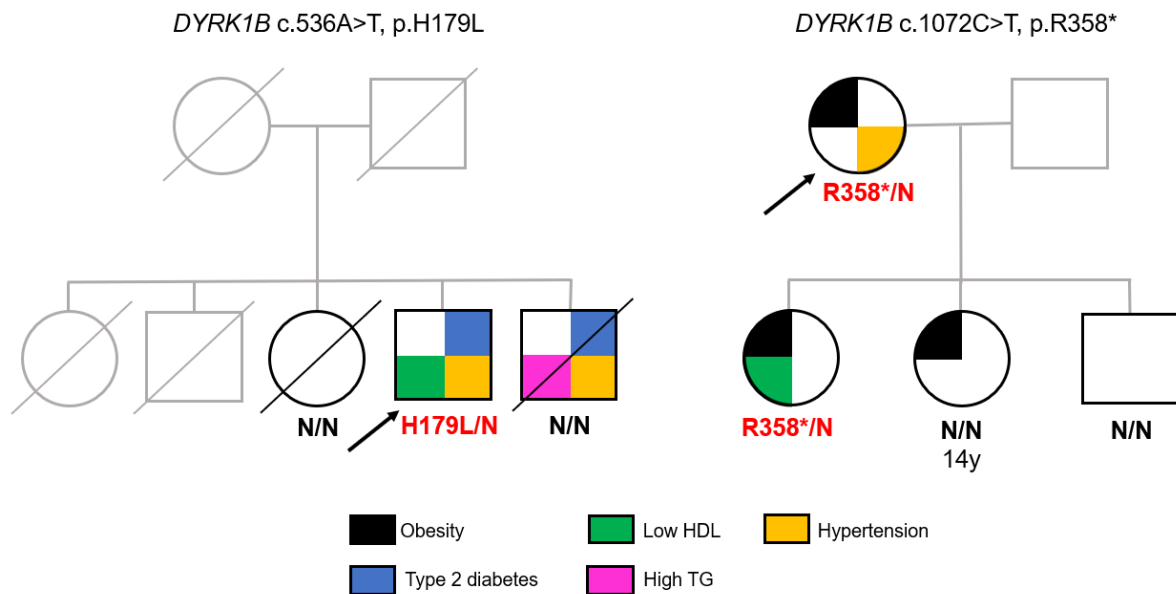 DYRK1B c.536A>T, p.H179L
DYRK1B c.1072C>T, p.R358*
R358*/N
N/N
H179L/N
N/N
R358*/N
N/N
14y
N/N
Obesity
Low HDL
Hypertension
Type 2 diabetes
High TG